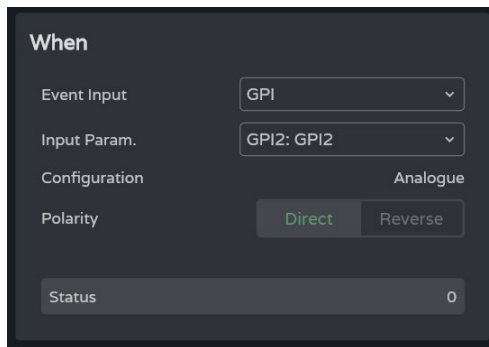 When
Event Input GPI
Input Param. GPI2: GPI2
Configuration Analogue
Polarity Direct Reverse
Status 0